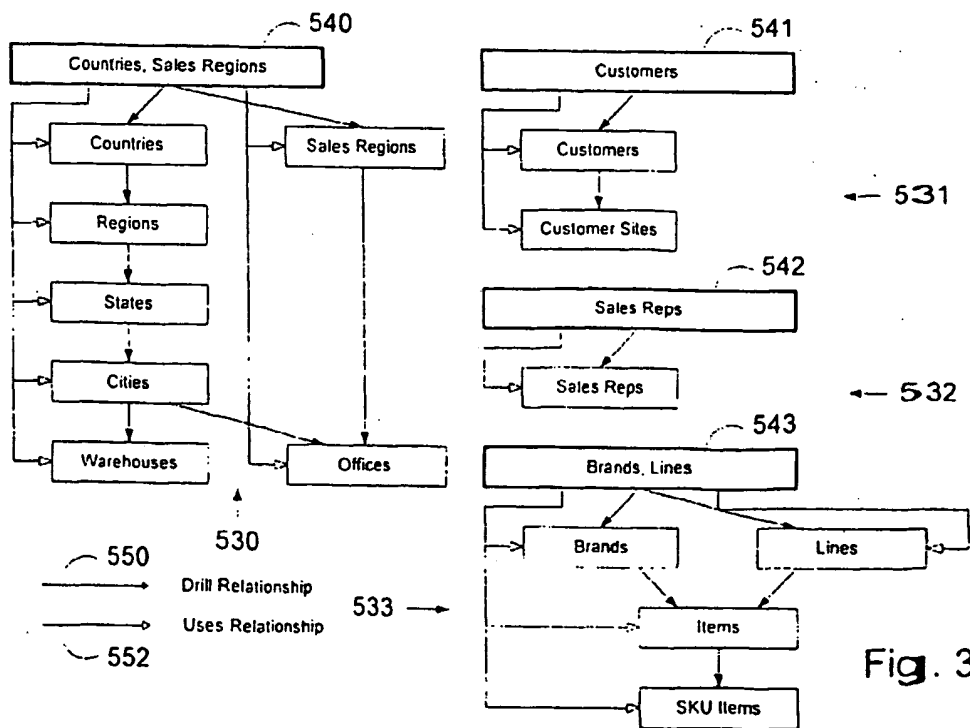 540
Countries, Sales Regions
Countries
Sales Regions
Regions
States
Cities
Warehouses
Offices
530
550
Drill Relationship
Uses Relationship
552
541
Customers
Customers
Customer Sites
531
542
Sales Reps
Sales Reps
532
543
Brands, Lines
Brands
Lines
533
Items
SKU Items
Fig. 3